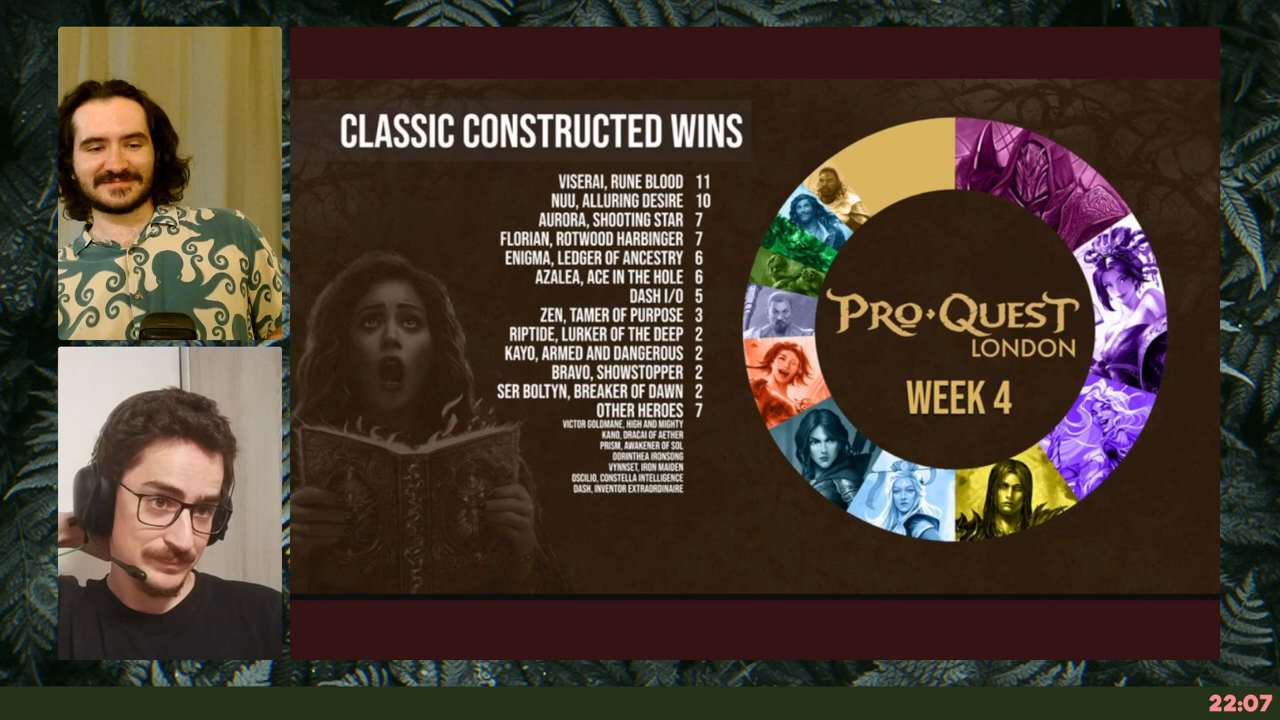 CLASSIC CONSTRUCTED WINS
VISERAI, RUNE BLOOD 11
NUU, ALLURING DESIRE 10
AURORA, SHOOTING STAR 7
FLORIAN, ROTWOOD HARBINGER 7
ENIGMA, LEDGER OF ANCESTRY 6
AZALEA, ACE IN THE HOLE 6
DASH I/O 5
ZEN, TAMER OF PURPOSE 3
RIPTIDE, LURKER OF THE DEEP 2
KAYO, ARMED AND DANGEROUS 2
BRAVO, SHOWSTOPPER 2
SER BOLTYN, BREAKER OF DAWN 2
OTHER HEROES 7
VICTOR GOLDMANE, HIGH AND MIGHTY
KANO, DRACAI OF AETHER
PRISM, AWAKENER OF SOL
DORINTHEA IRONSONG
VYNNSET, IRON MAIDEN
OSCILIO, CONSTELLA INTELLIGENCE
DASH, INVENTOR EXTRAORDINAIRE
PRO·QUEST
LONDON
WEEK 4
22:07